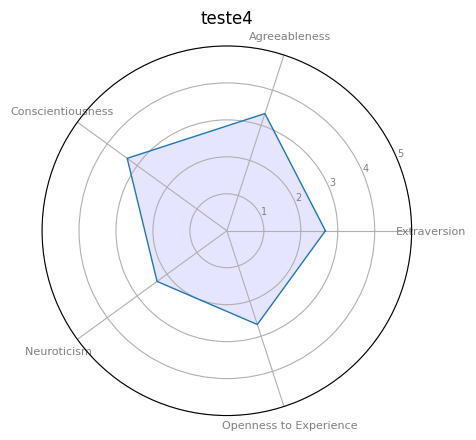 teste4
Agreeableness
Conscientiousness
5
4
3
2
1
Extraversion
Neuroticism
Openness to Experience